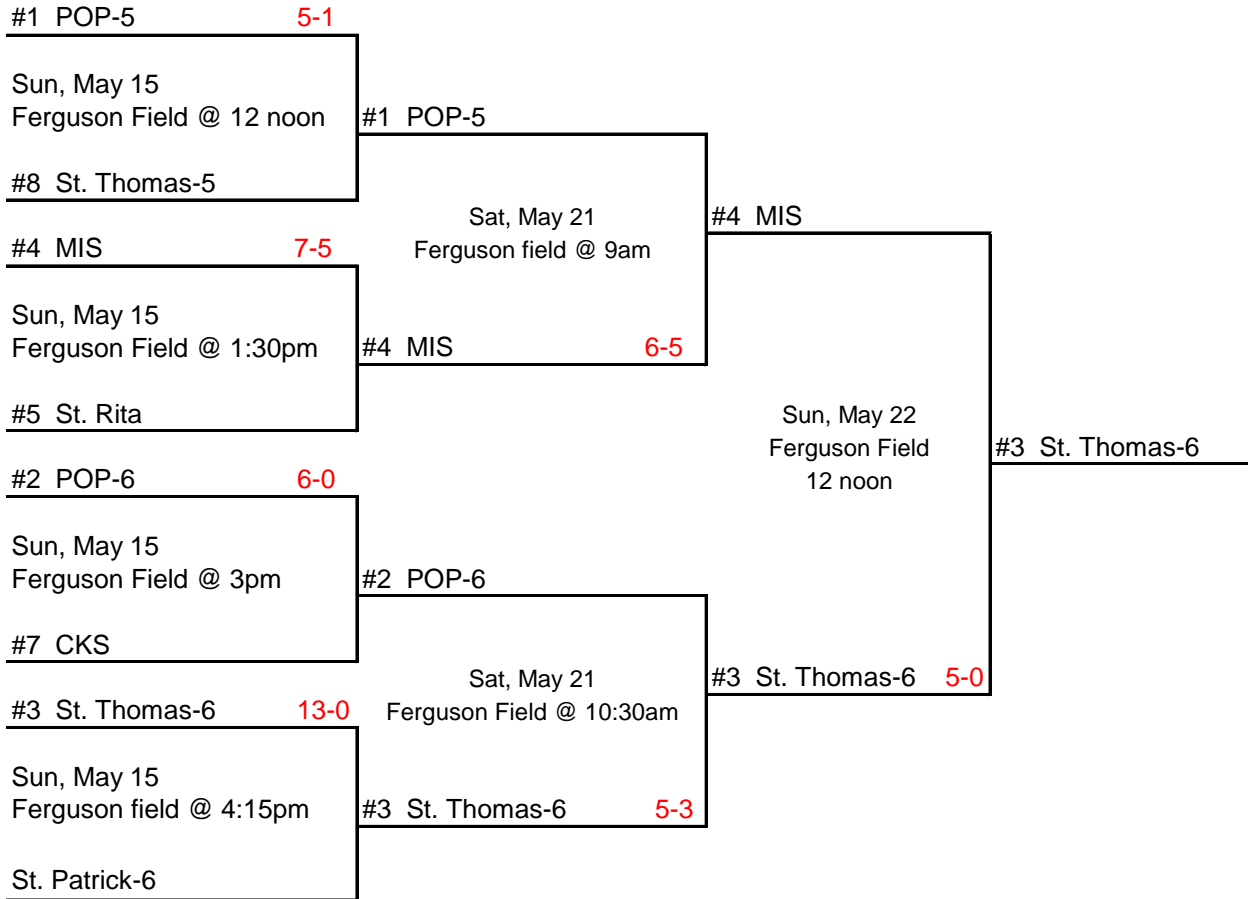 #1 POP-5 5-1
Sun, May 15
Ferguson Field @ 12 noon
#8 St. Thomas-5
#4 MIS 7-5
Sun, May 15
Ferguson Field @ 1:30pm
#5 St. Rita
#2 POP-6 6-0
Sun, May 15
Ferguson Field @ 3pm
#7 CKS
#3 St. Thomas-6 13-0
Sun, May 15
Ferguson field @ 4:15pm
St. Patrick-6
#1 POP-5
Sat, May 21
Ferguson field @ 9am
#4 MIS 6-5
#2 POP-6
Sat, May 21
Ferguson Field @ 10:30am
#3 St. Thomas-6 5-3
#4 MIS
Sun, May 22
Ferguson Field
12 noon
#3 St. Thomas-6 5-0
#3 St. Thomas-6